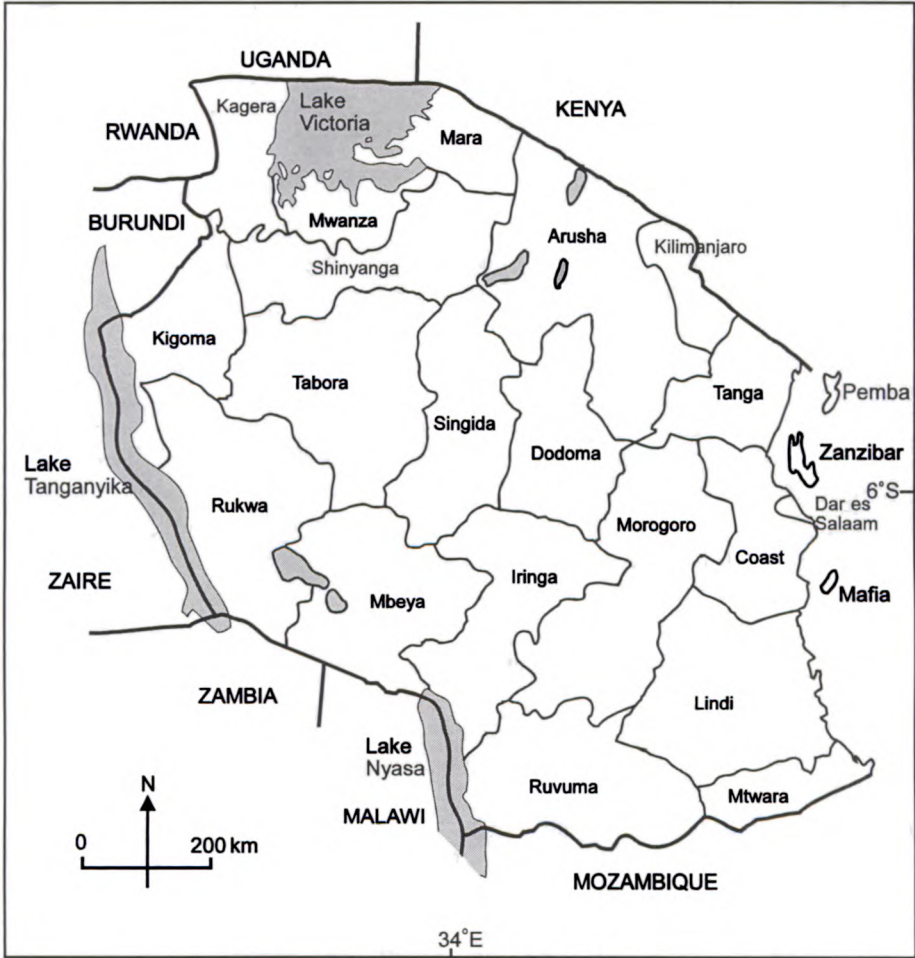 UGANDA
Kagera
Lake
Victoria
KENYA
RWANDA
Mara
BURUNDI
Mwanza
Arusha
Kilimanjaro
Shinyanga
Kigoma
Tabora
Tanga
Pemba
Singida
Dodoma
Zanzibar
Lake
Tanganyika
6°S
Rukwa
Dar es
Salaam
Morogoro
Coast
ZAIRE
Iringa
Mbeya
Mafia
ZAMBIA
Lindi
Lake
Nyasa
Ruvuma
Mtwara
N
MALAWI
0 200 km
MOZAMBIQUE
34°E